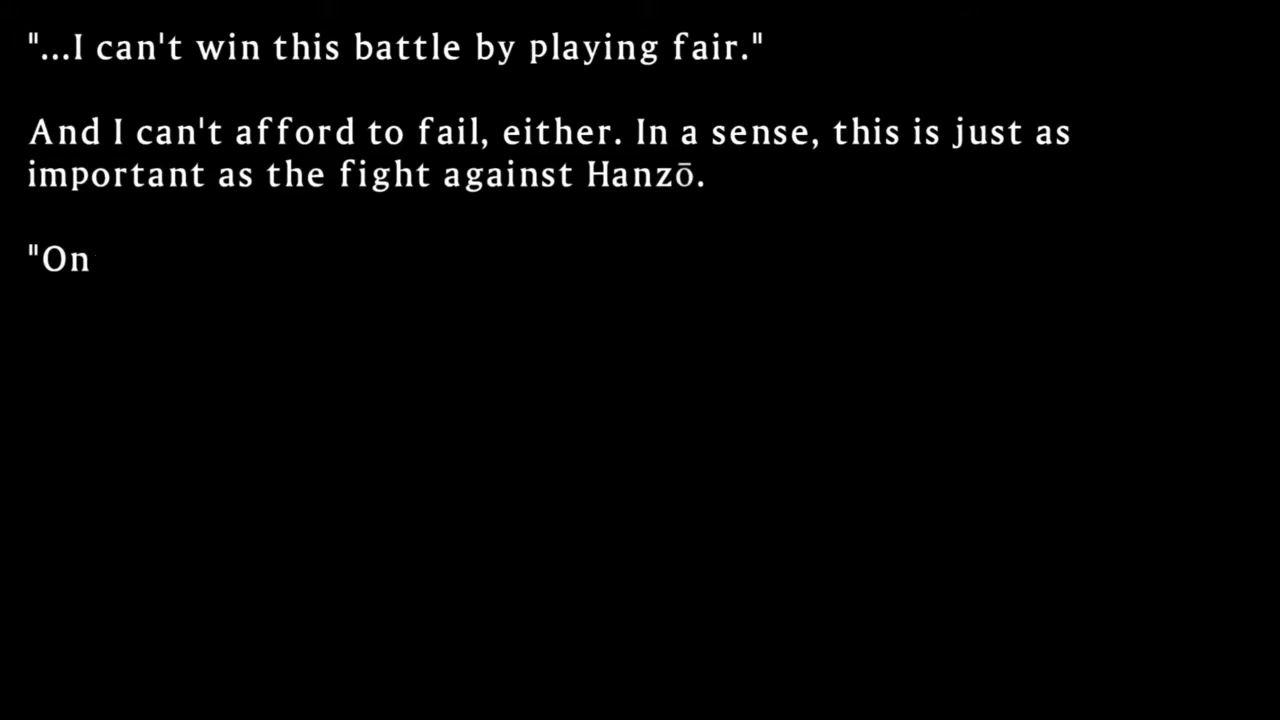 "...I can't win this battle by playing fair."
And I can't afford to fail, either. In a sense, this is just as
important as the fight against Hanzō.
"On